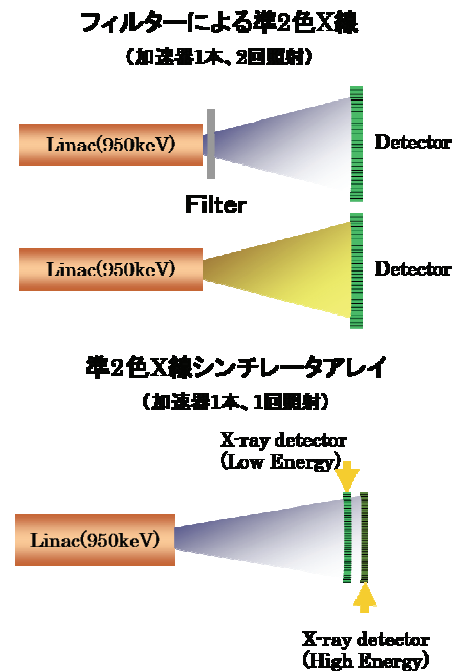 フィルターによる準2色X線
（加速器1本、2回照射）
Linac(950keV)
Detector
Filter
Linac(950keV)
Detector
準2色X線シンチレータアレイ
（加速器1本、1回照射）
X-ray detector
(Low Energy)
Linac(950keV)
X-ray detector
(High Energy)